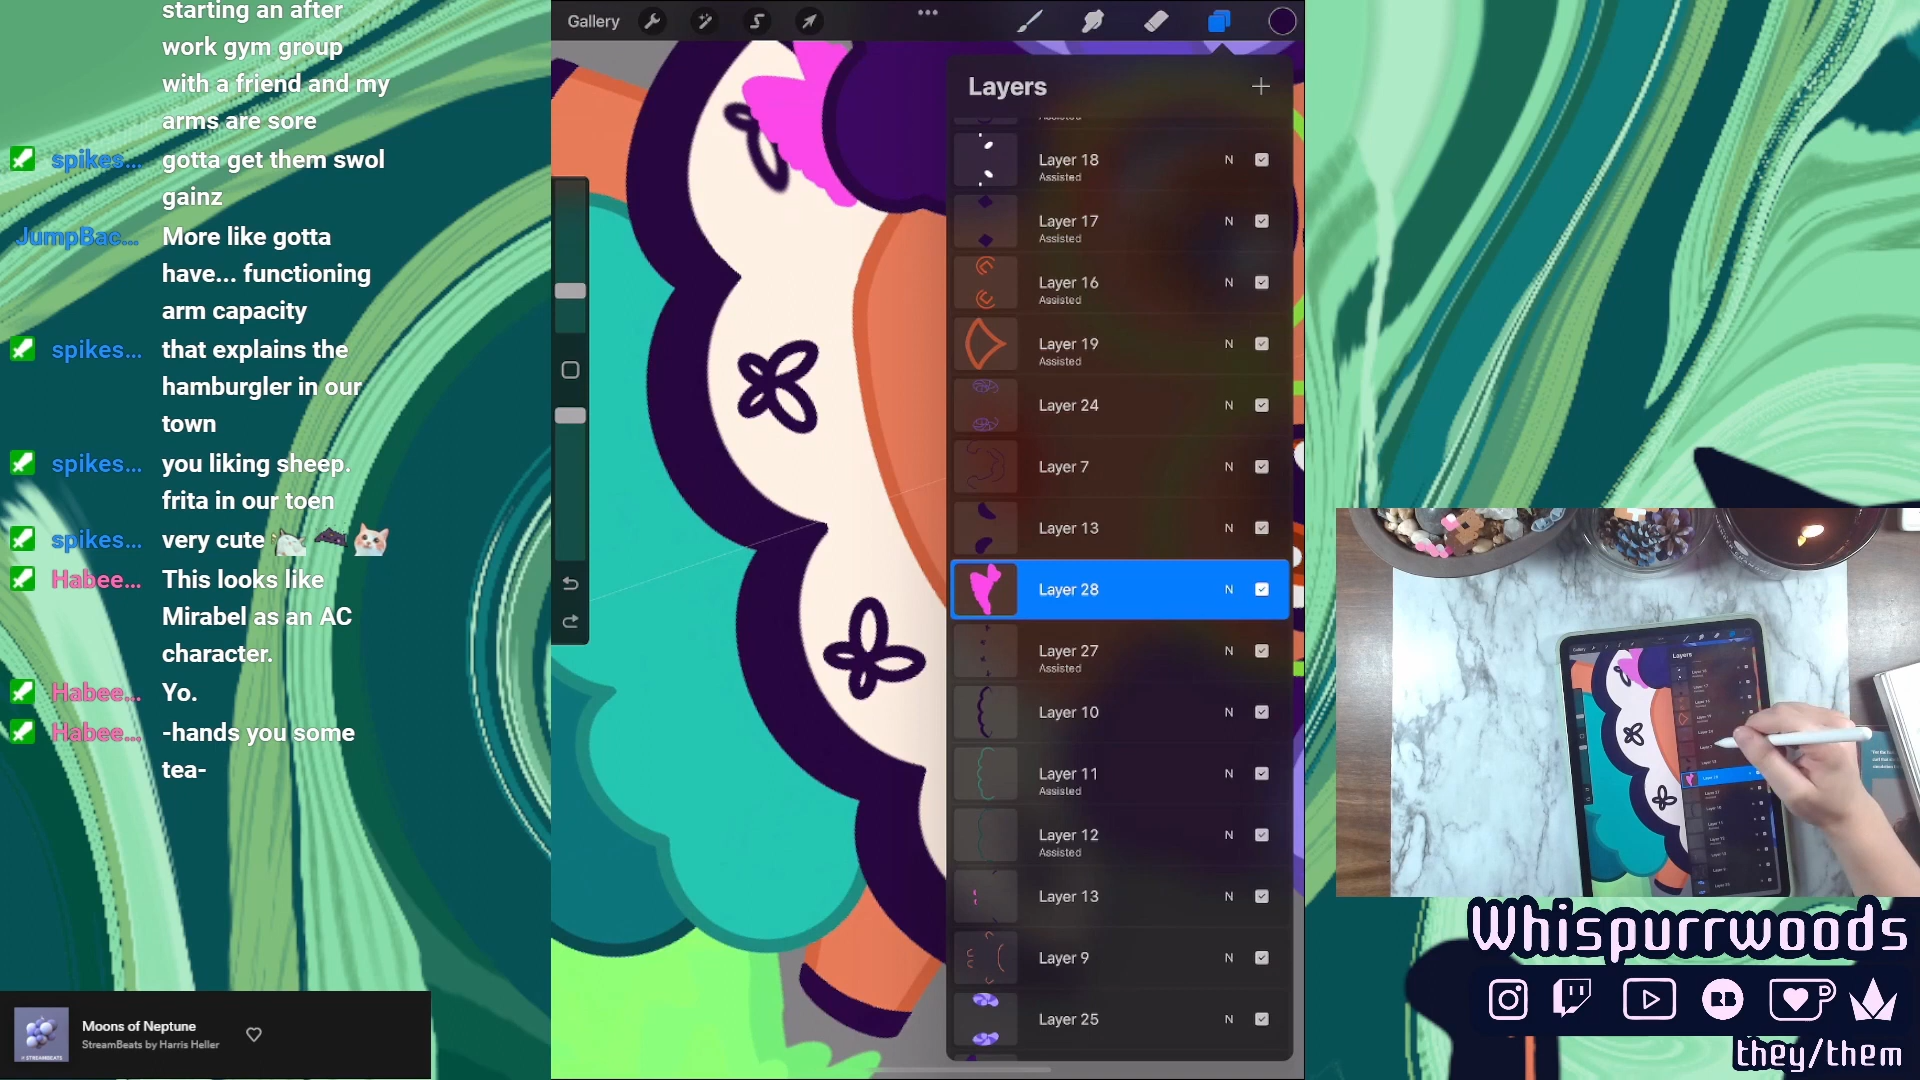 starting an after
work gym group
with a friend and my
arms are sore
spikes... gotta get them swol
gainz
JumpBac... More like gotta
have... functioning
arm capacity
spikes... that explains the
hamburgler in our
town
spikes... you liking sheep.
frita in our toen
spikes... very cute
Habee... This looks like
Mirabel as an AC
character.
Habee... Yo.
Habee... -hands you some
tea-
Moons of Neptune
StreamBeats by Harris Heller
Gallery
Layers
Assisted
Layer 18 N
Assisted
Layer 17 N
Assisted
Layer 16 N
Assisted
Layer 19 N
Assisted
Layer 24 N
Layer 7 N
Layer 13 N
Layer 28 N
Layer 27 N
Assisted
Layer 10 N
Layer 11 N
Assisted
Layer 12 N
Assisted
Layer 13 N
Layer 9 N
Layer 25 N
Layers
Whispurrwoods
RB
they/them